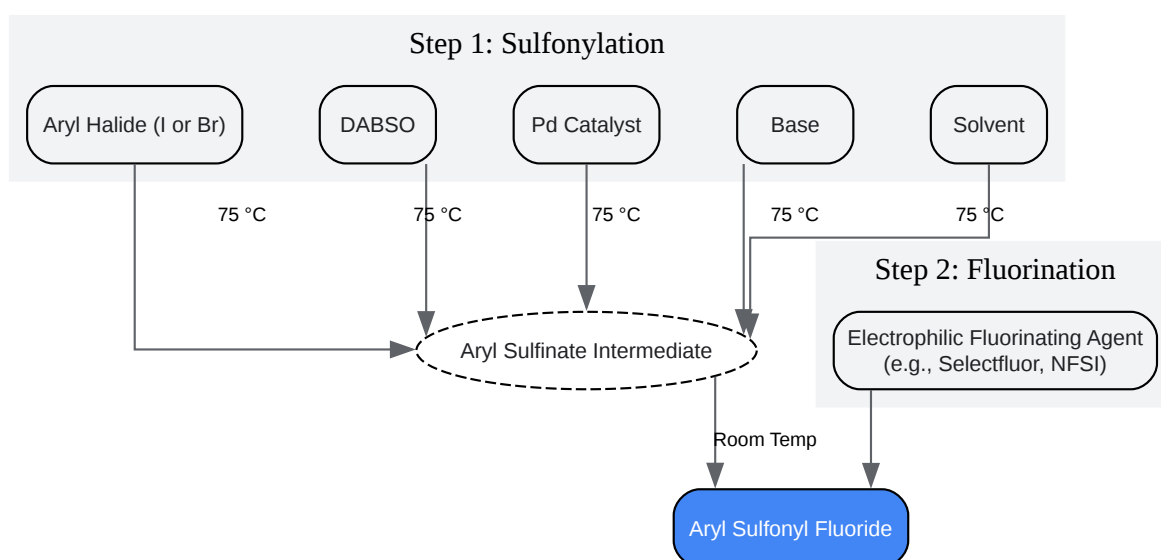 Step 1: Sulfonylation
Aryl Halide (I or Br)
DABSO
Pd Catalyst
Base
Solvent
75 °C
75 °C
75 °C
75 °C
75 °C
Step 2: Fluorination
Electrophilic Fluorinating Agent
(e.g., Selectfluor, NFSI)
Aryl Sulfinate Intermediate
Room Temp
Aryl Sulfonyl Fluoride